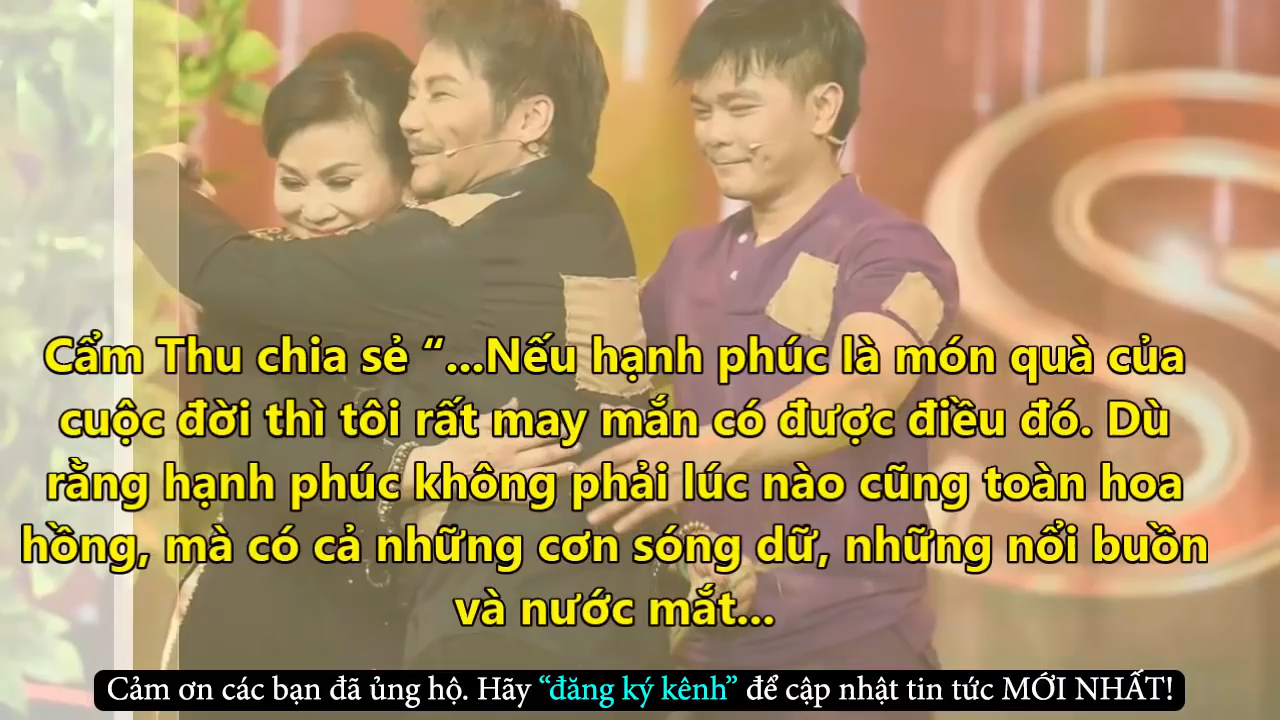 Cẩm Thu chia sẻ “...Nếu hạnh phúc là món quà của
cuộc đời thì tôi rất may mắn có được điều đó. Dù
rằng hạnh phúc không phải lúc nào cũng toàn hoa
hồng, mà có cả những cơn sóng dữ, những nổi buồn
và nước mắt...
Cảm ơn các bạn đã ủng hộ. Hãy “đăng ký kênh” để cập nhật tin tức MỚI NHẤT!